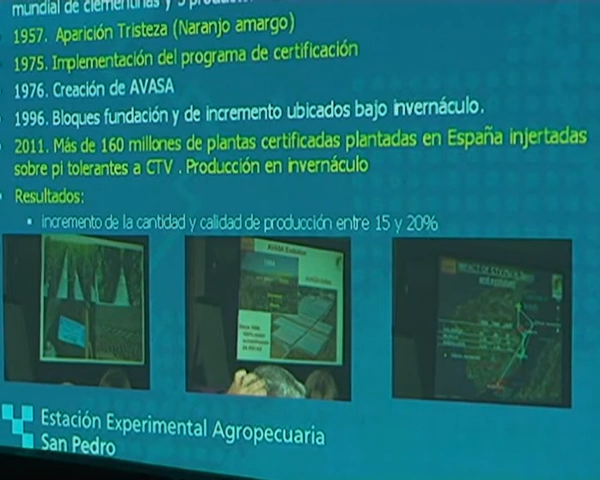 mundial de clementinas y 3
1957. Aparición Tristeza (Naranjo amargo)
1975. Implementación del programa de certificación
1976. Creación de AVASA
1996. Bloques fundación y de incremento ubicados bajo invernáculo.
2011. Más de 160 millones de plantas certificadas plantadas en España injertadas
sobre pi tolerantes a CTV . Producción en invernáculo
Resultados:
incremento de la cantidad y calidad de producción entre 15 y 20%
Estación Experimental Agropecuaria
San Pedro